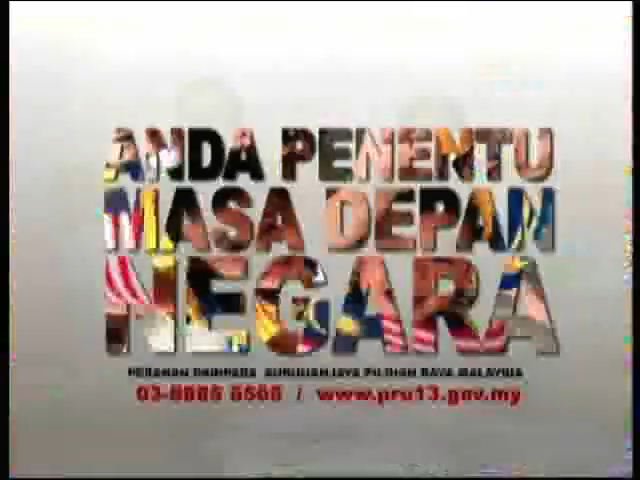 ANDA PENENTU
MASA DEPAN
NEGARA
SURUHANJAYA PILIHAN RAYA MALAYSIA
/ www.pru13.gov.my